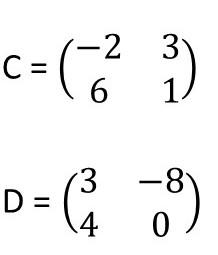 C = (−2 3
6 1)
D = (3 −8
4 0)